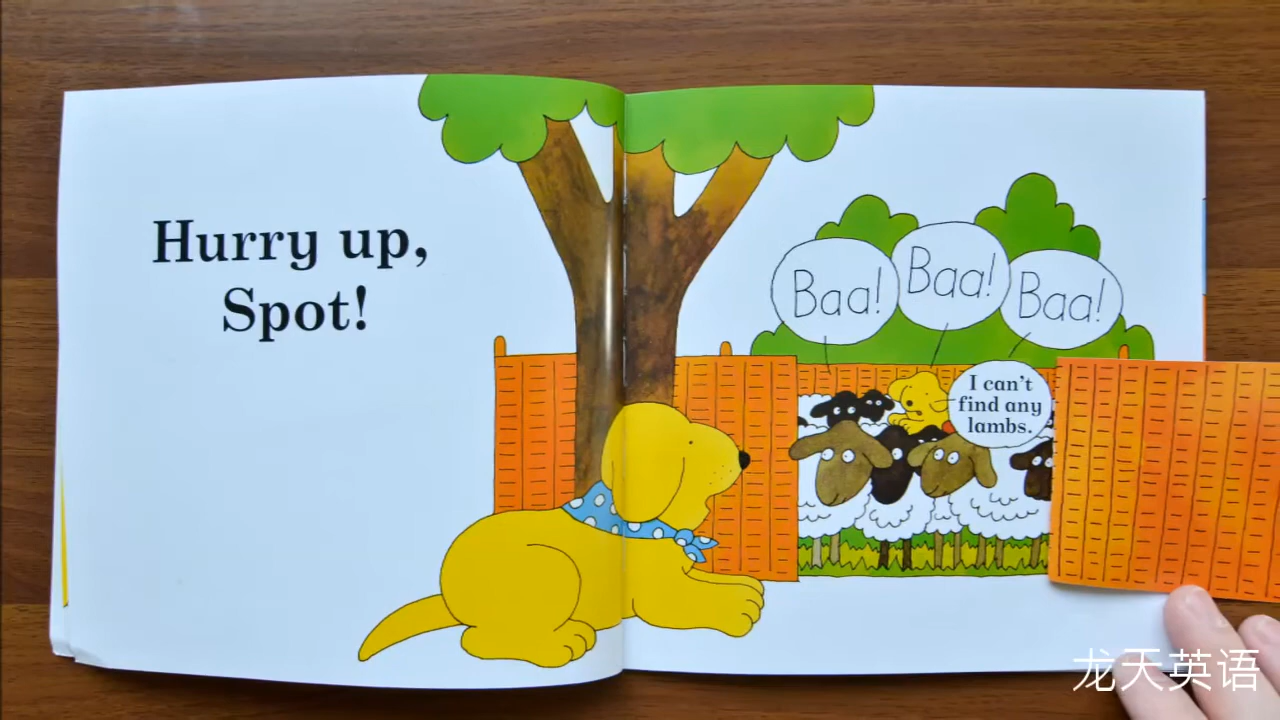 Hurry up,
Spot!
Baa!
Baa!
Baa!
I can't
find any
lambs.
龙天英语